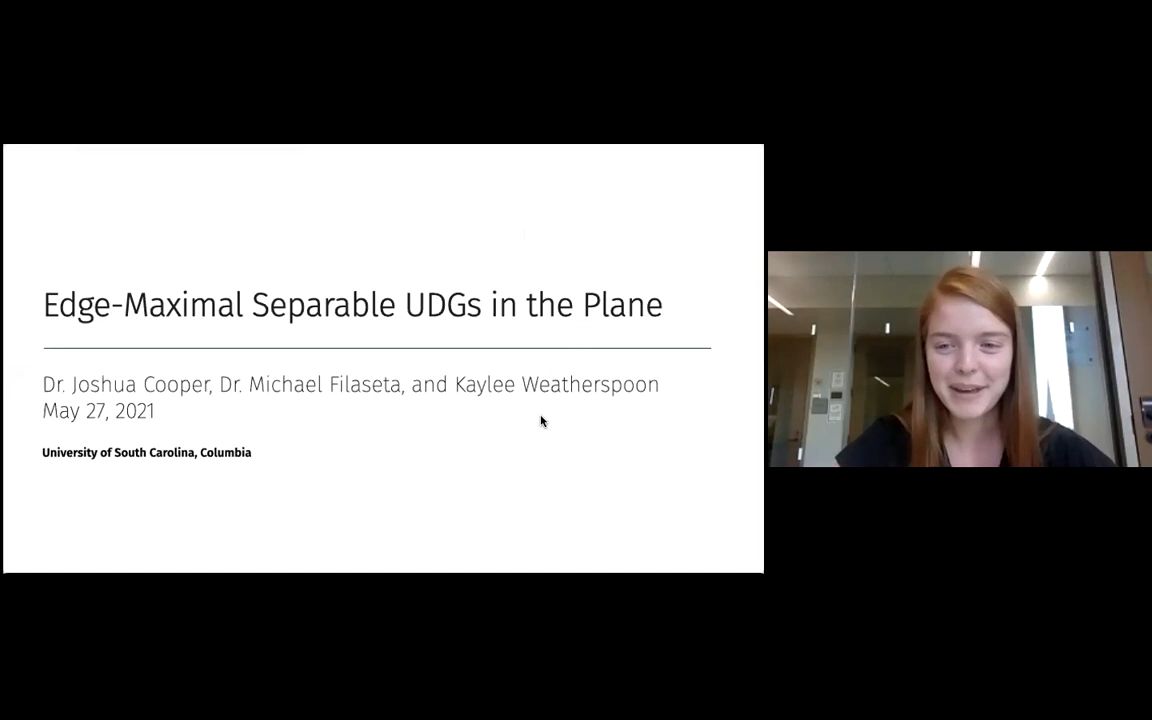 Edge-Maximal Separable UDGs in the Plane
Dr. Joshua Cooper, Dr. Michael Filaseta, and Kaylee Weatherspoon
May 27, 2021
University of South Carolina, Columbia